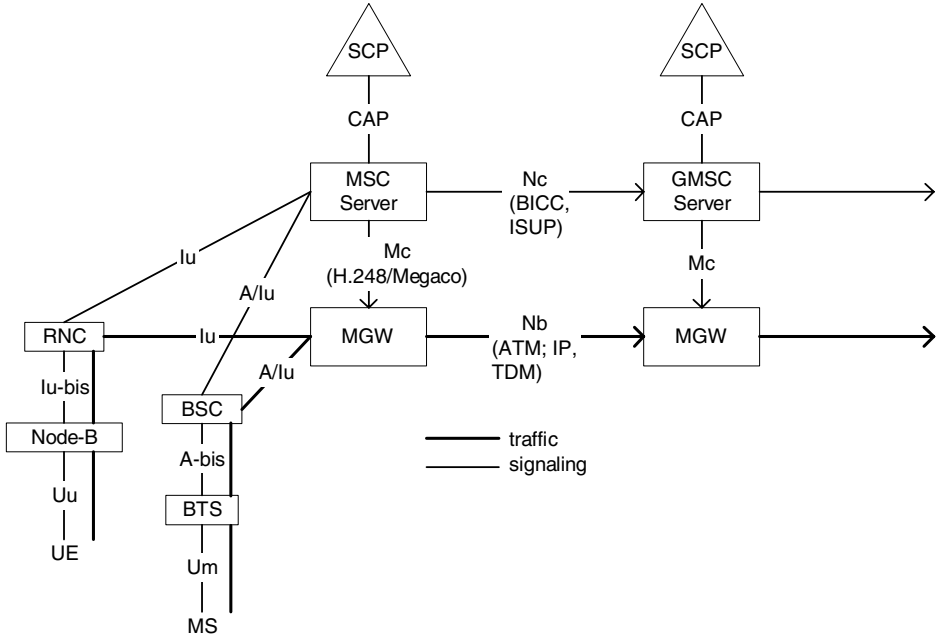 SCP
SCP
CAP
CAP
MSC
Server
Nc
(BICC,
ISUP)
GMSC
Server
Iu
A/Iu
Mc
(H.248/Megaco)
Mc
RNC
Iu
MGW
Nb
(ATM; IP,
TDM)
MGW
A/Iu
Iu-bis
BSC
Node-B
A-bis
traffic
signaling
Uu
BTS
UE
Um
MS